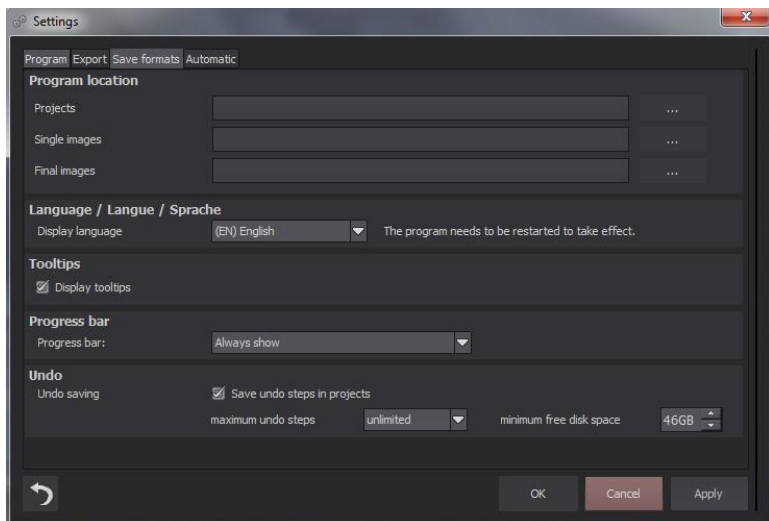 Settings
Program Export Save formats Automatic
Program location
Projects ...
Single images ...
Final images ...
Language / Langue / Sprache
Display language (EN) English The program needs to be restarted to take effect.
Tooltips
Display tooltips
Progress bar
Progress bar: Always show
Undo
Undo saving Save undo steps in projects
maximum undo steps unlimited minimum free disk space 46GB
OK Cancel Apply